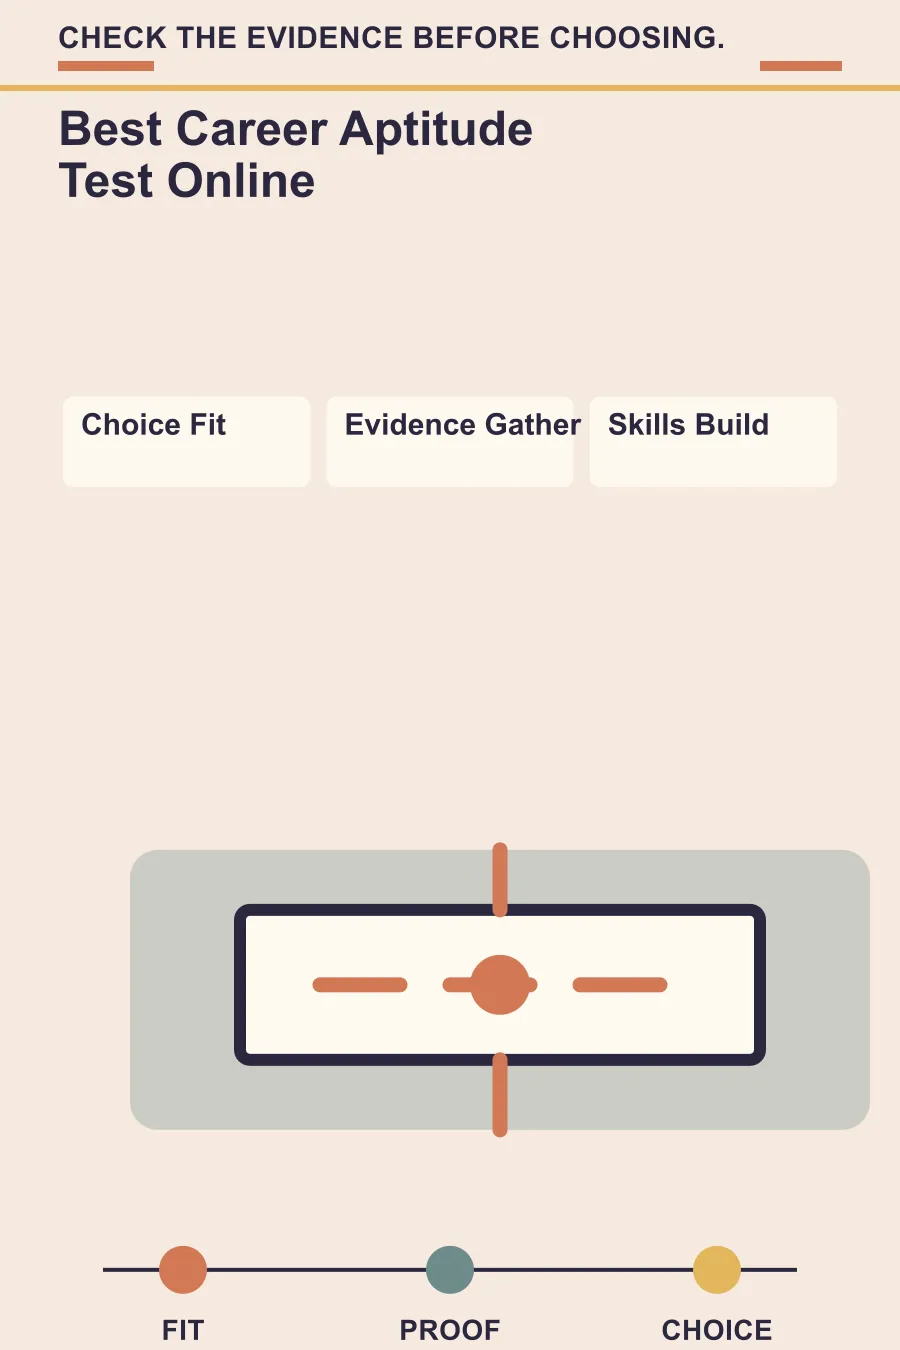 CHECK THE EVIDENCE BEFORE CHOOSING.
Best Career Aptitude
Test Online
Choice Fit
Evidence Gather
Skills Build
FIT
PROOF
CHOICE